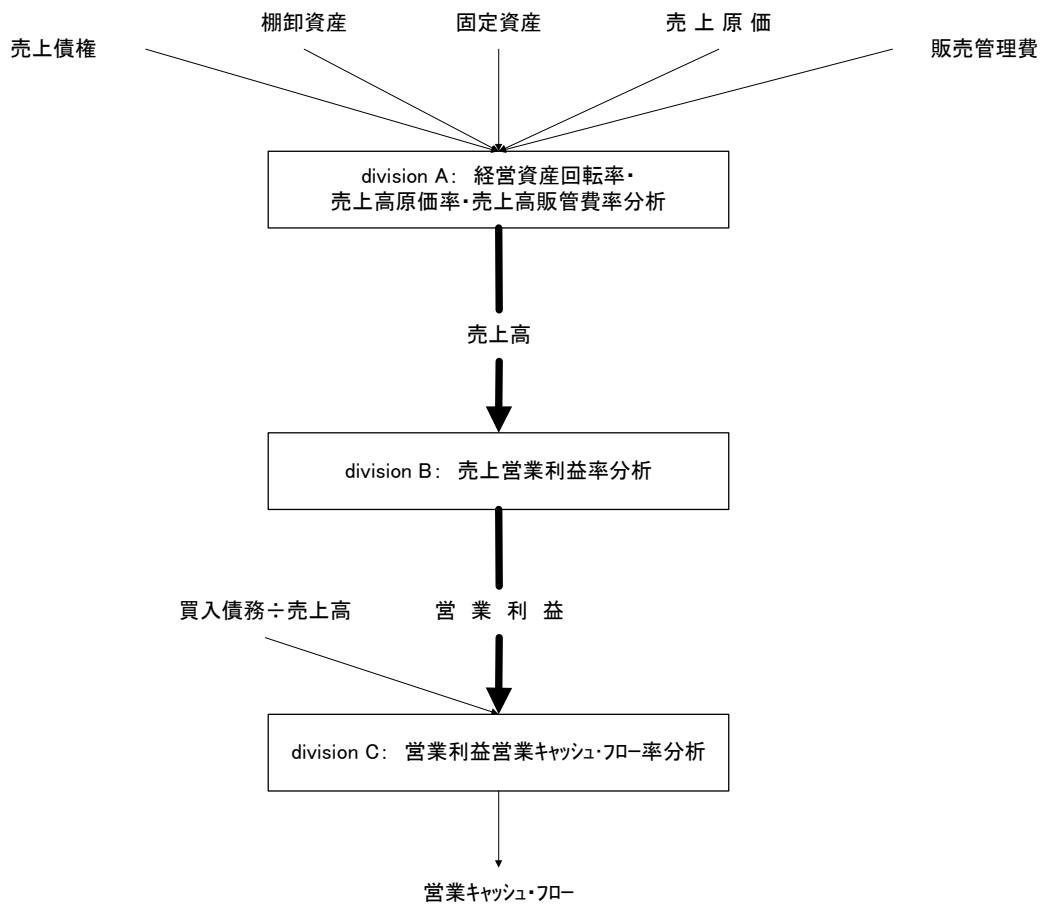 売上債権
棚卸資産
固定資産
売 上 原 価
販売管理費
division A： 経営資産回転率・
売上高原価率・売上高販管費率分析
売上高
division B： 売上営業利益率分析
買入債務÷売上高
営 業 利 益
division C： 営業利益営業ｷｬｯｼｭ・ﾌﾛｰ率分析
営業ｷｬｯｼｭ・ﾌﾛｰ